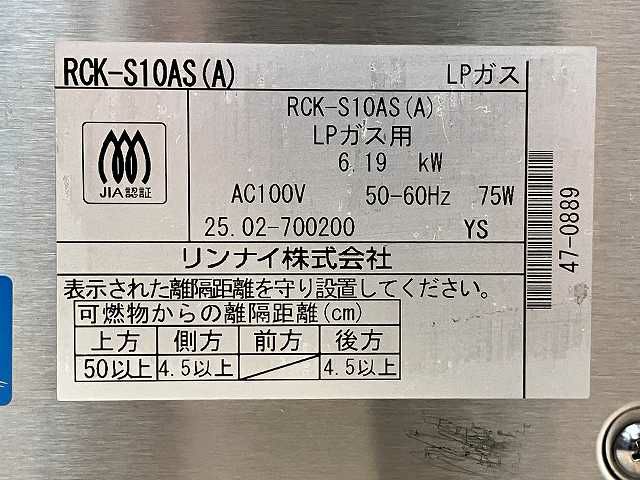 RCK-S10AS(A) LPガス
RCK-S10AS(A)
LPガス用
6.19 kW
AC100V 50-60Hz 75W
25.02-700200 YS
JIA認証
リンナイ株式会社
表示された離隔距離を守り設置してください。
可燃物からの離隔距離(cm)
上方 側方 前方 後方
50以上 4.5以上 4.5以上
47-0889